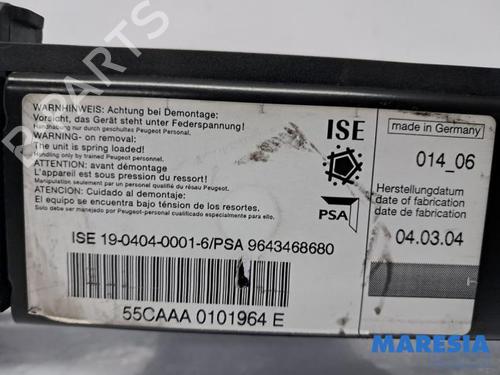 WARNHINWEIS: Achtung bei Demontage:
Vorsicht, das Gerät steht unter Federspannung!
Handhabung nur durch geschultes Peugeot Personal.
WARNING- on removal:
The unit is spring loaded!
Handling only by trained Peugeot personnel.
ATTENTION: avant démontage
L'appareil est sous pression du ressort!
Manipulation seulement par un personnel qualifié du réseau Peugeot.
ATENCION: Cuidado al demontaje:
El equipo se encuentra bajo ténsion de los resortes.
Solo debe ser manejado por Peugeot-personal cualificado especialmente para ello.
ISE
PSA
made in Germany
014_06
Herstellungsdatum
date of fabrication
date de fabrication
04.03.04
ISE 19-0404-0001-6/PSA 9643468680
55CAAA 0101964 E
B PARTS
MARESIA
PARTS